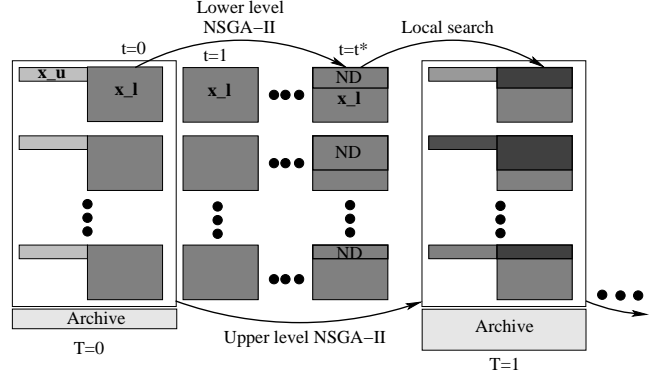 Lower level
NSGA−II
Local search
t=0
t=1
t=t*
x_u
x_l
x_l
ND
x_l
ND
ND
Archive
Upper level NSGA−II
Archive
T=0
T=1